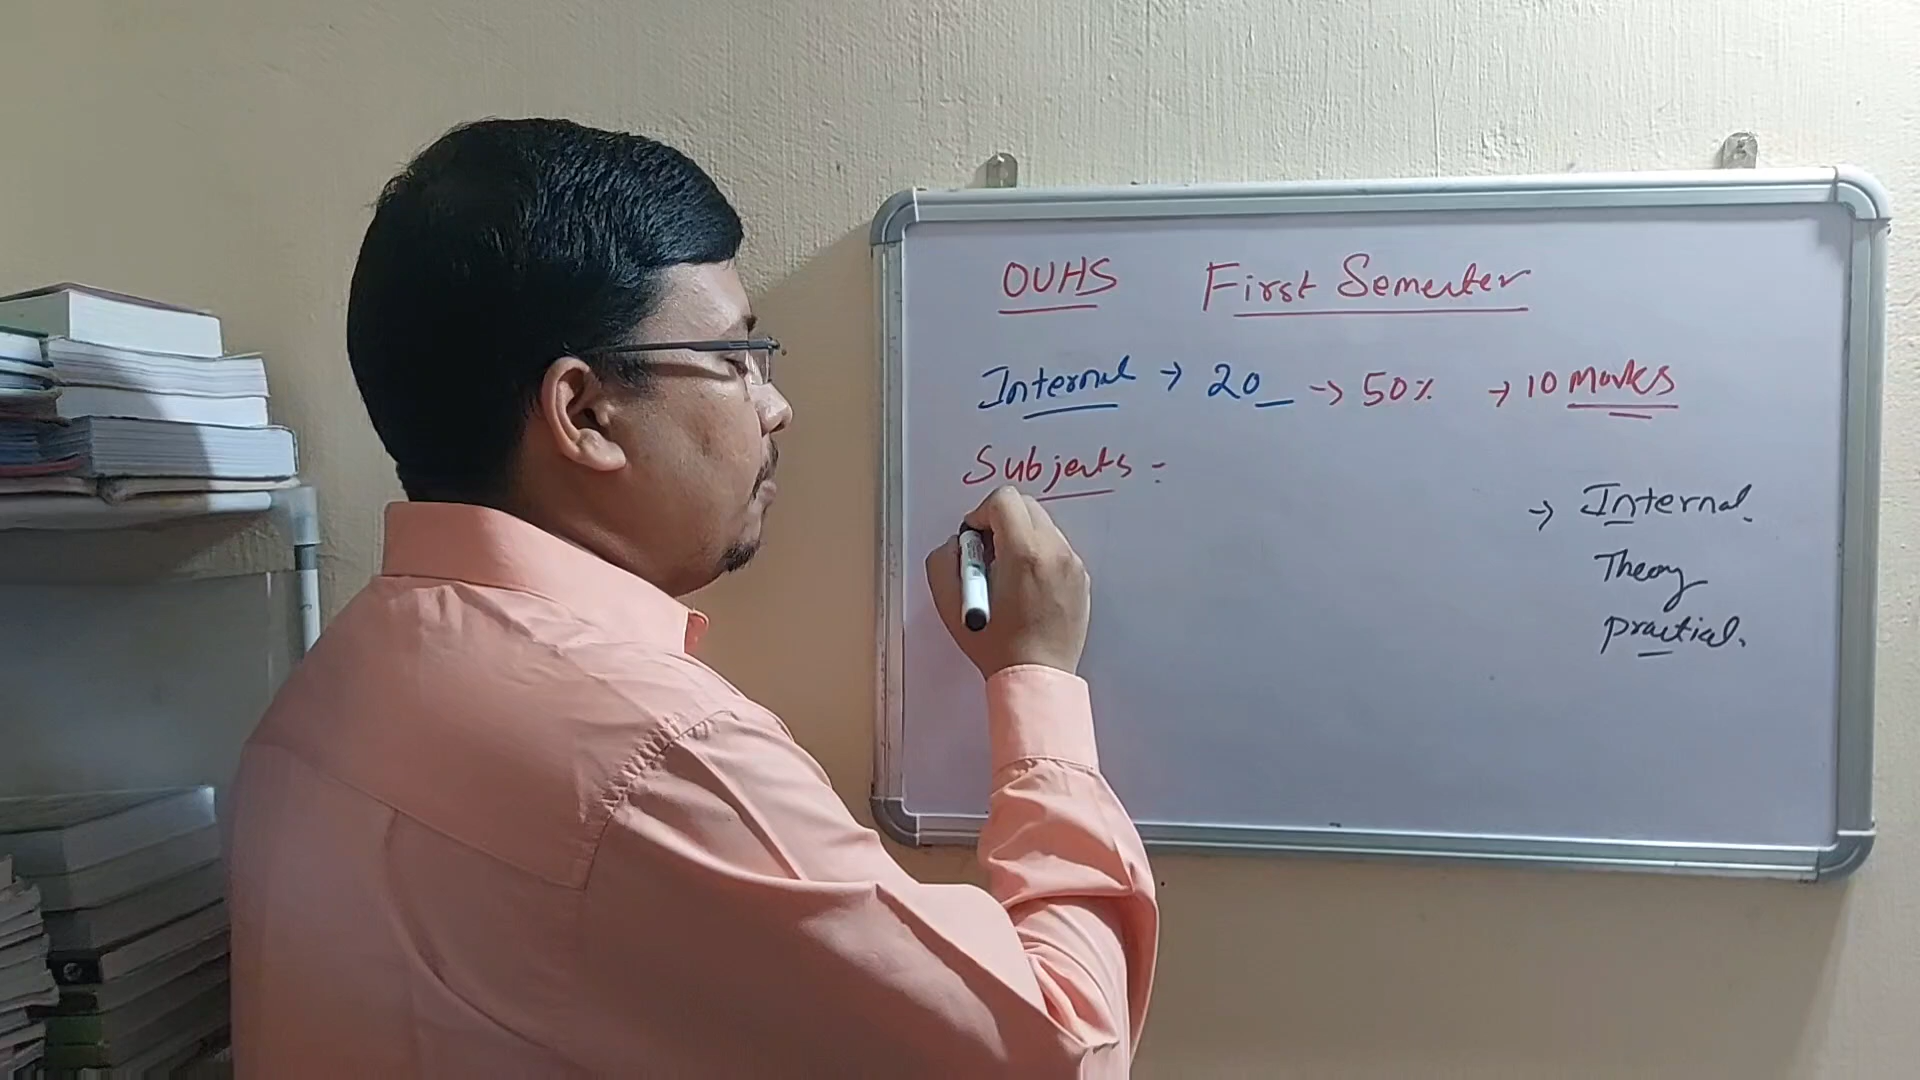 OUHS First Semester
Internal → 20 → 50% → 10 Marks
Subjects :-
→ Internal.
Theory
practical.